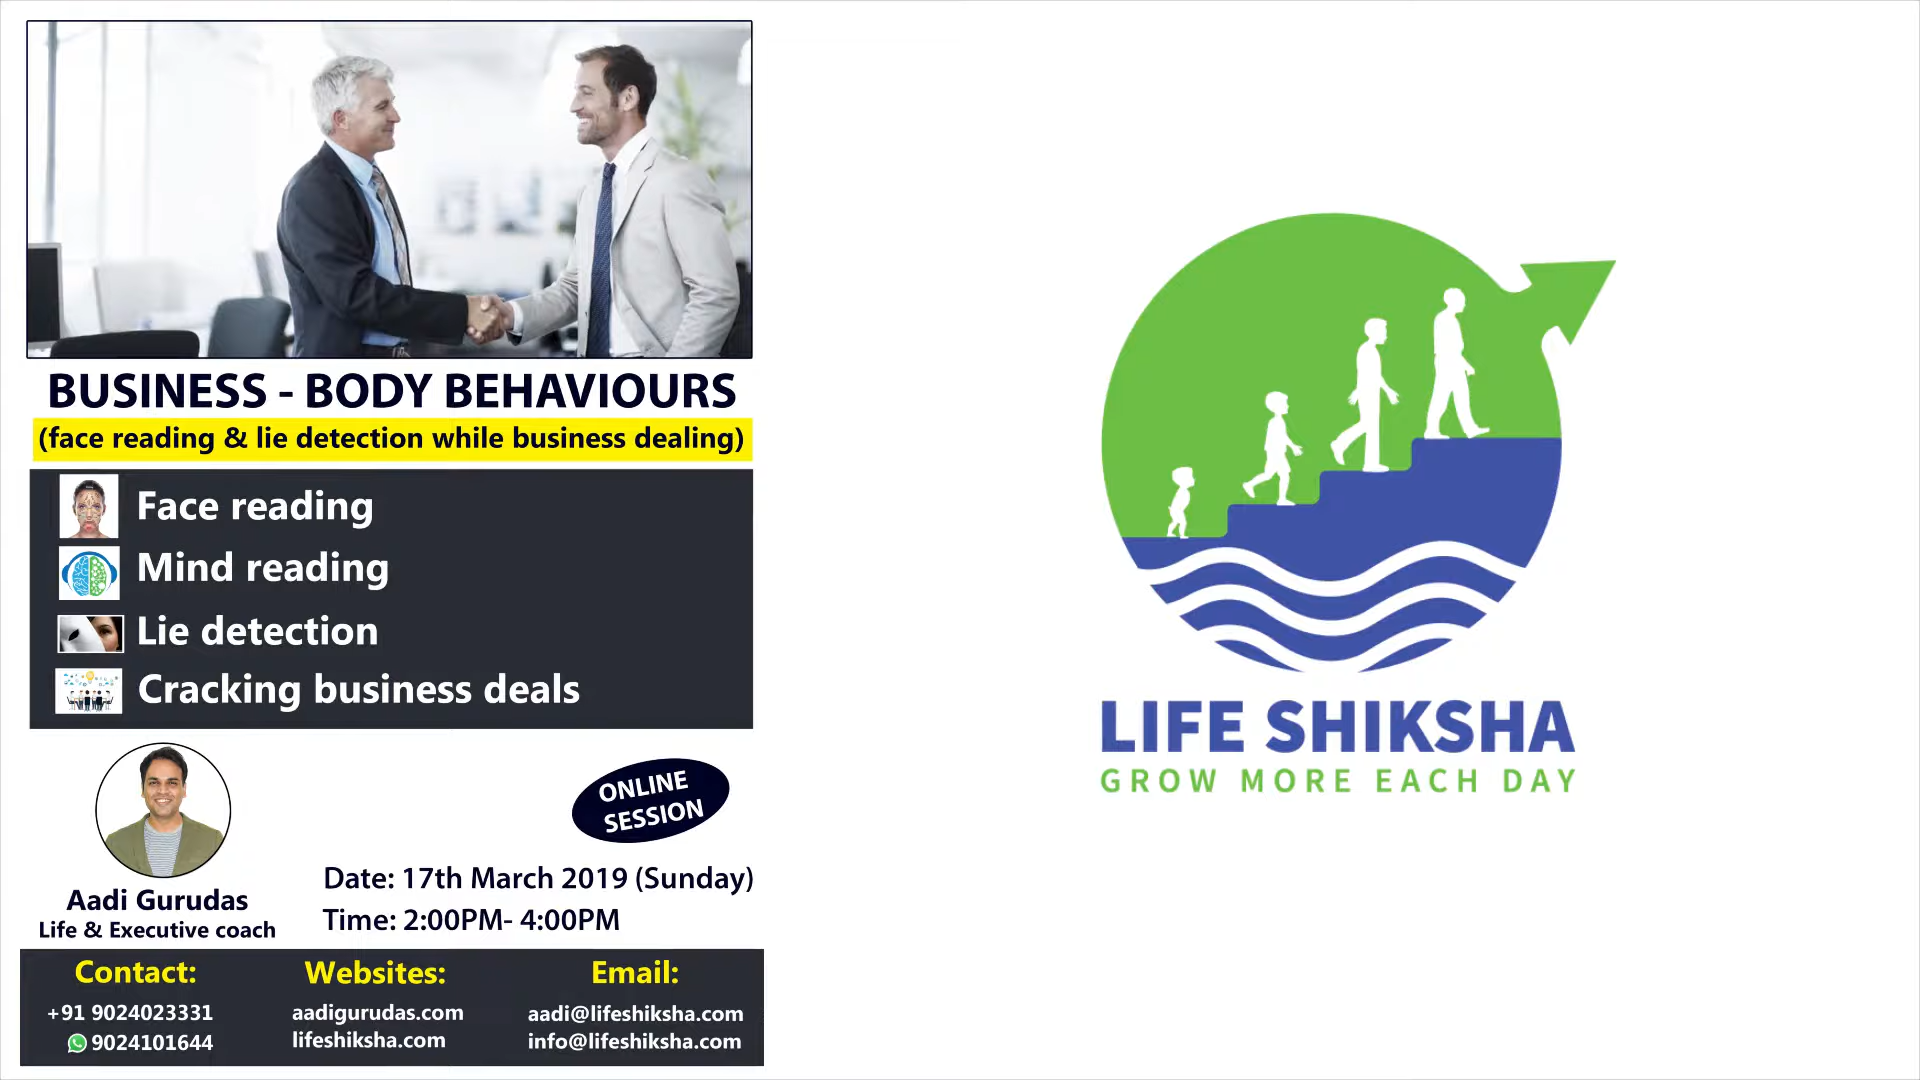 BUSINESS - BODY BEHAVIOURS
(face reading & lie detection while business dealing)
Face reading
Mind reading
Lie detection
Cracking business deals
ONLINE
SESSION
Aadi Gurudas
Life & Executive coach
Date: 17th March 2019 (Sunday)
Time: 2:00PM- 4:00PM
Contact:
+91 9024023331
9024101644
Websites:
aadigurudas.com
lifeshiksha.com
Email:
aadi@lifeshiksha.com
info@lifeshiksha.com
LIFE SHIKSHA
GROW MORE EACH DAY